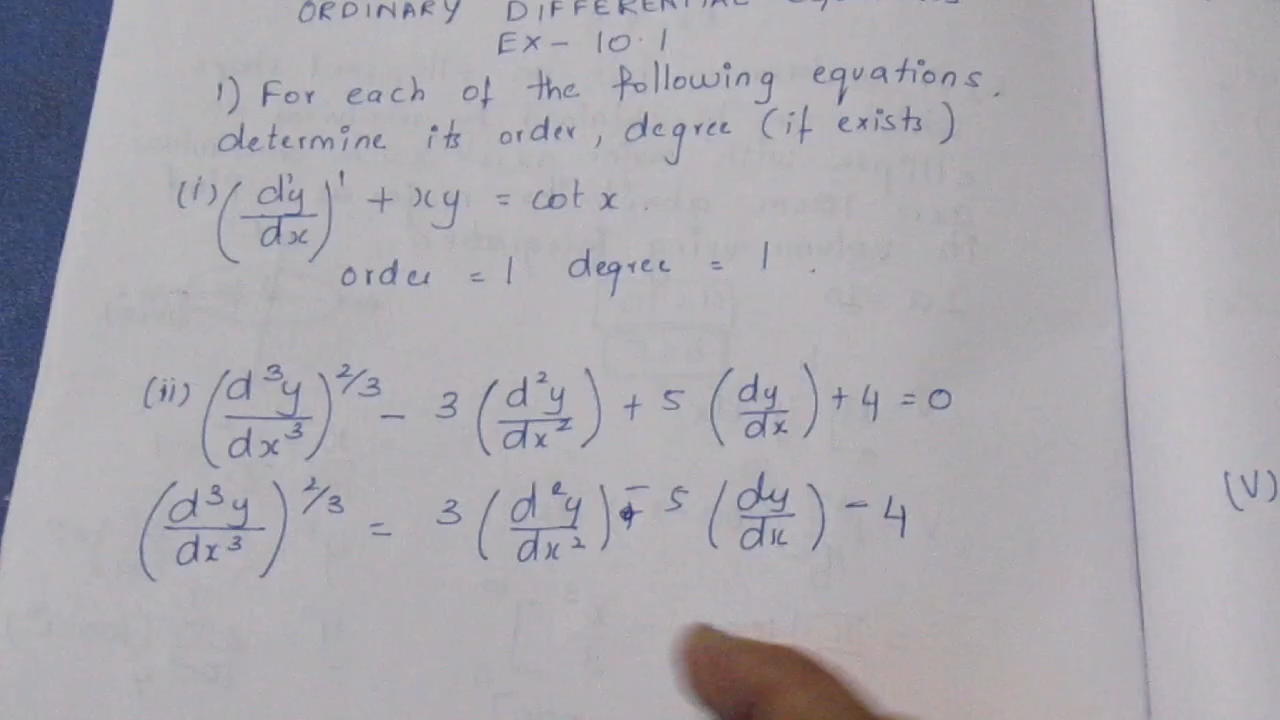 ORDINARY DIFFERENTIAL
EX - 10.1
1) For each of the following equations.
determine its order, degree (if exists)
(i) (d¹y/dx)¹ + xy = cot x.
order = 1 degree = 1.
(ii) (d³y/dx³)^2/3 - 3 (d²y/dx²) + 5 (dy/dx) + 4 = 0
(d³y/dx³)^2/3 = 3 (d²y/dx²) - 5 (dy/dx) - 4
(V)